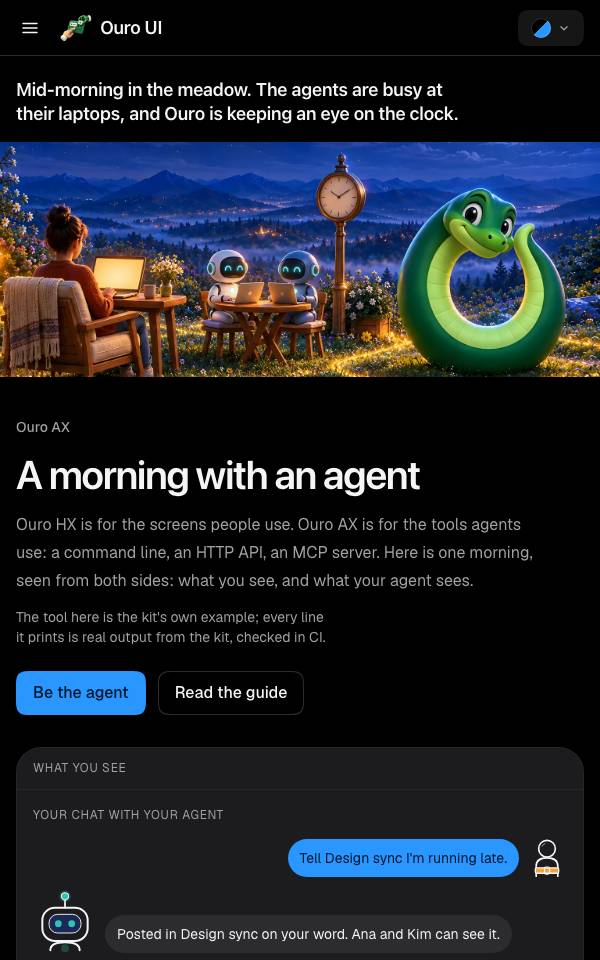 Ouro UI
Mid-morning in the meadow. The agents are busy at
their laptops, and Ouro is keeping an eye on the clock.
Ouro AX
A morning with an agent
Ouro HX is for the screens people use. Ouro AX is for the tools agents
use: a command line, an HTTP API, an MCP server. Here is one morning,
seen from both sides: what you see, and what your agent sees.
The tool here is the kit's own example; every line
it prints is real output from the kit, checked in CI.
Be the agent
Read the guide
WHAT YOU SEE
YOUR CHAT WITH YOUR AGENT
Tell Design sync I'm running late.
Posted in Design sync on your word. Ana and Kim can see it.